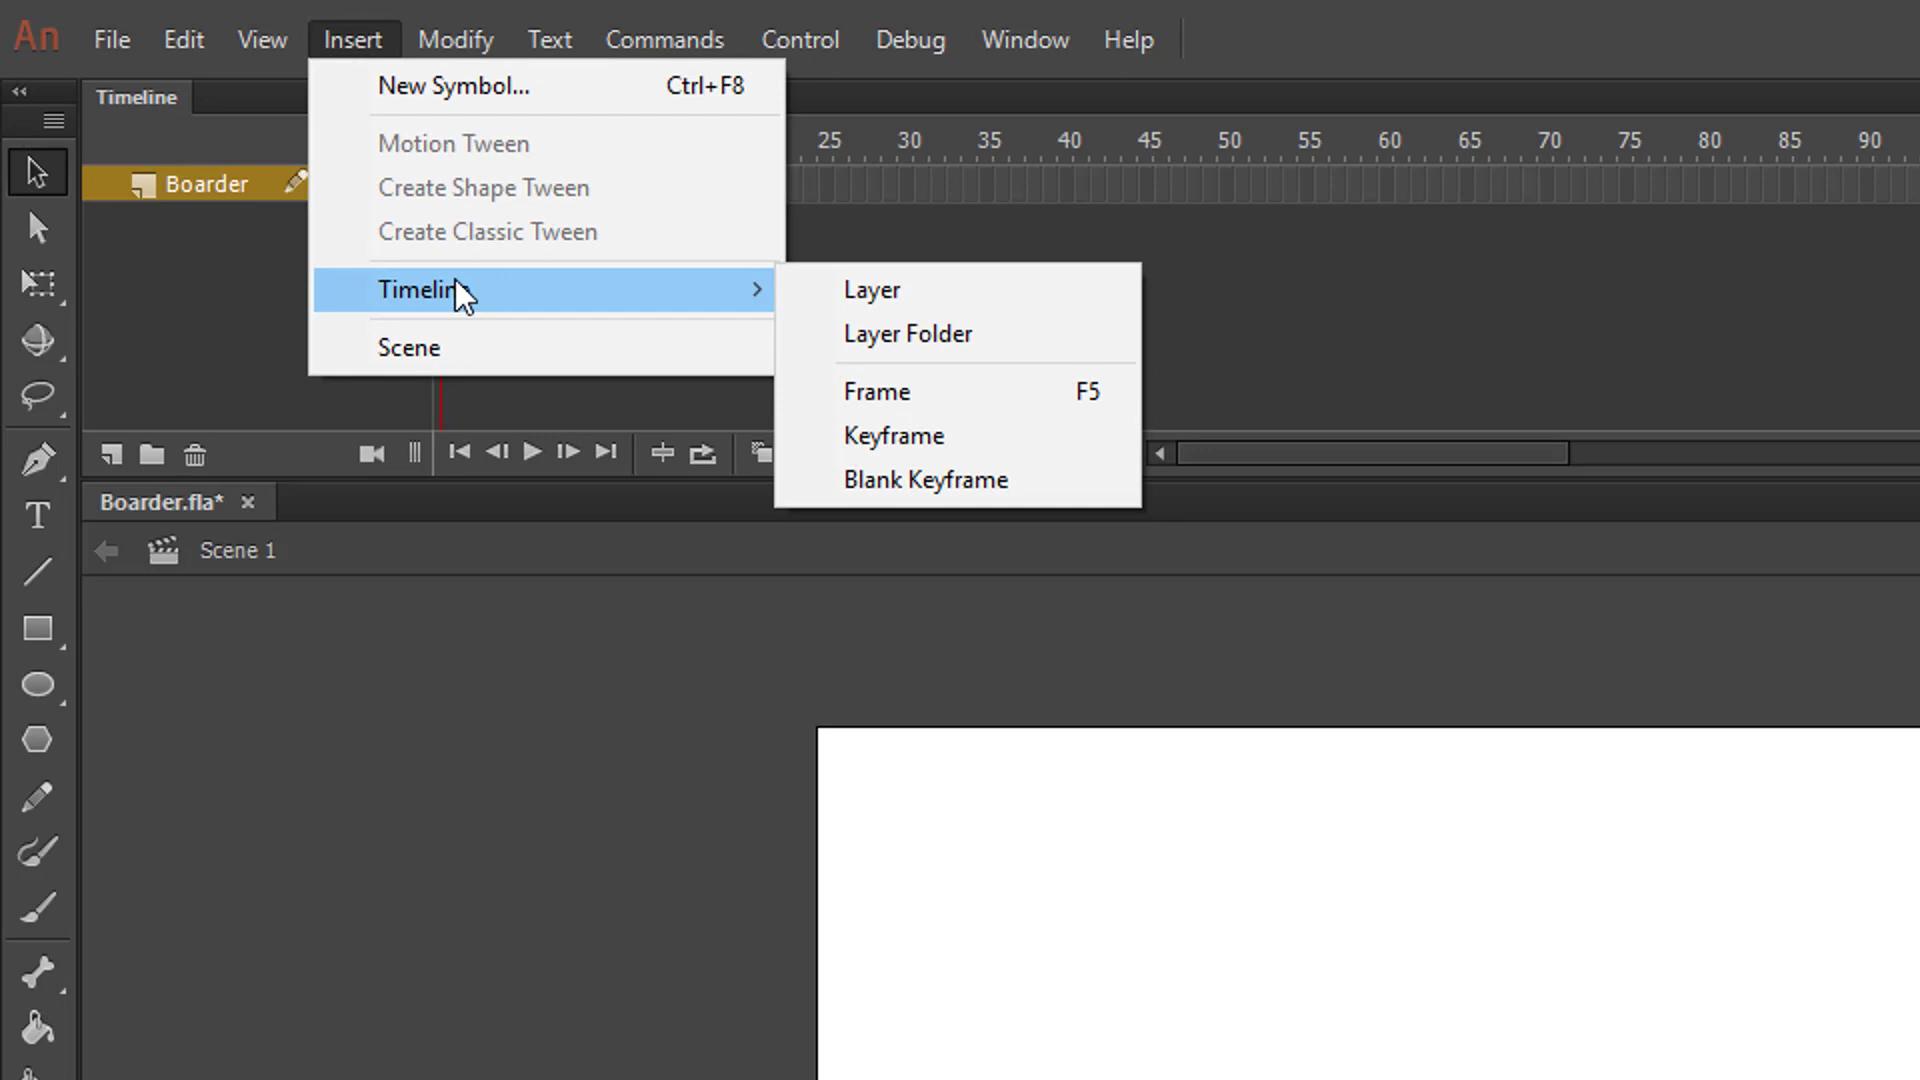 An File Edit View Insert Modify Text Commands Control Debug Window Help
Timeline
New Symbol... Ctrl+F8
Motion Tween
Create Shape Tween
Create Classic Tween
Timeline
Scene
25 30 35 40 45 50 55 60 65 70 75 80 85 90
Boarder
Layer
Layer Folder
Frame F5
Keyframe
Blank Keyframe
Boarder.fla*
Scene 1